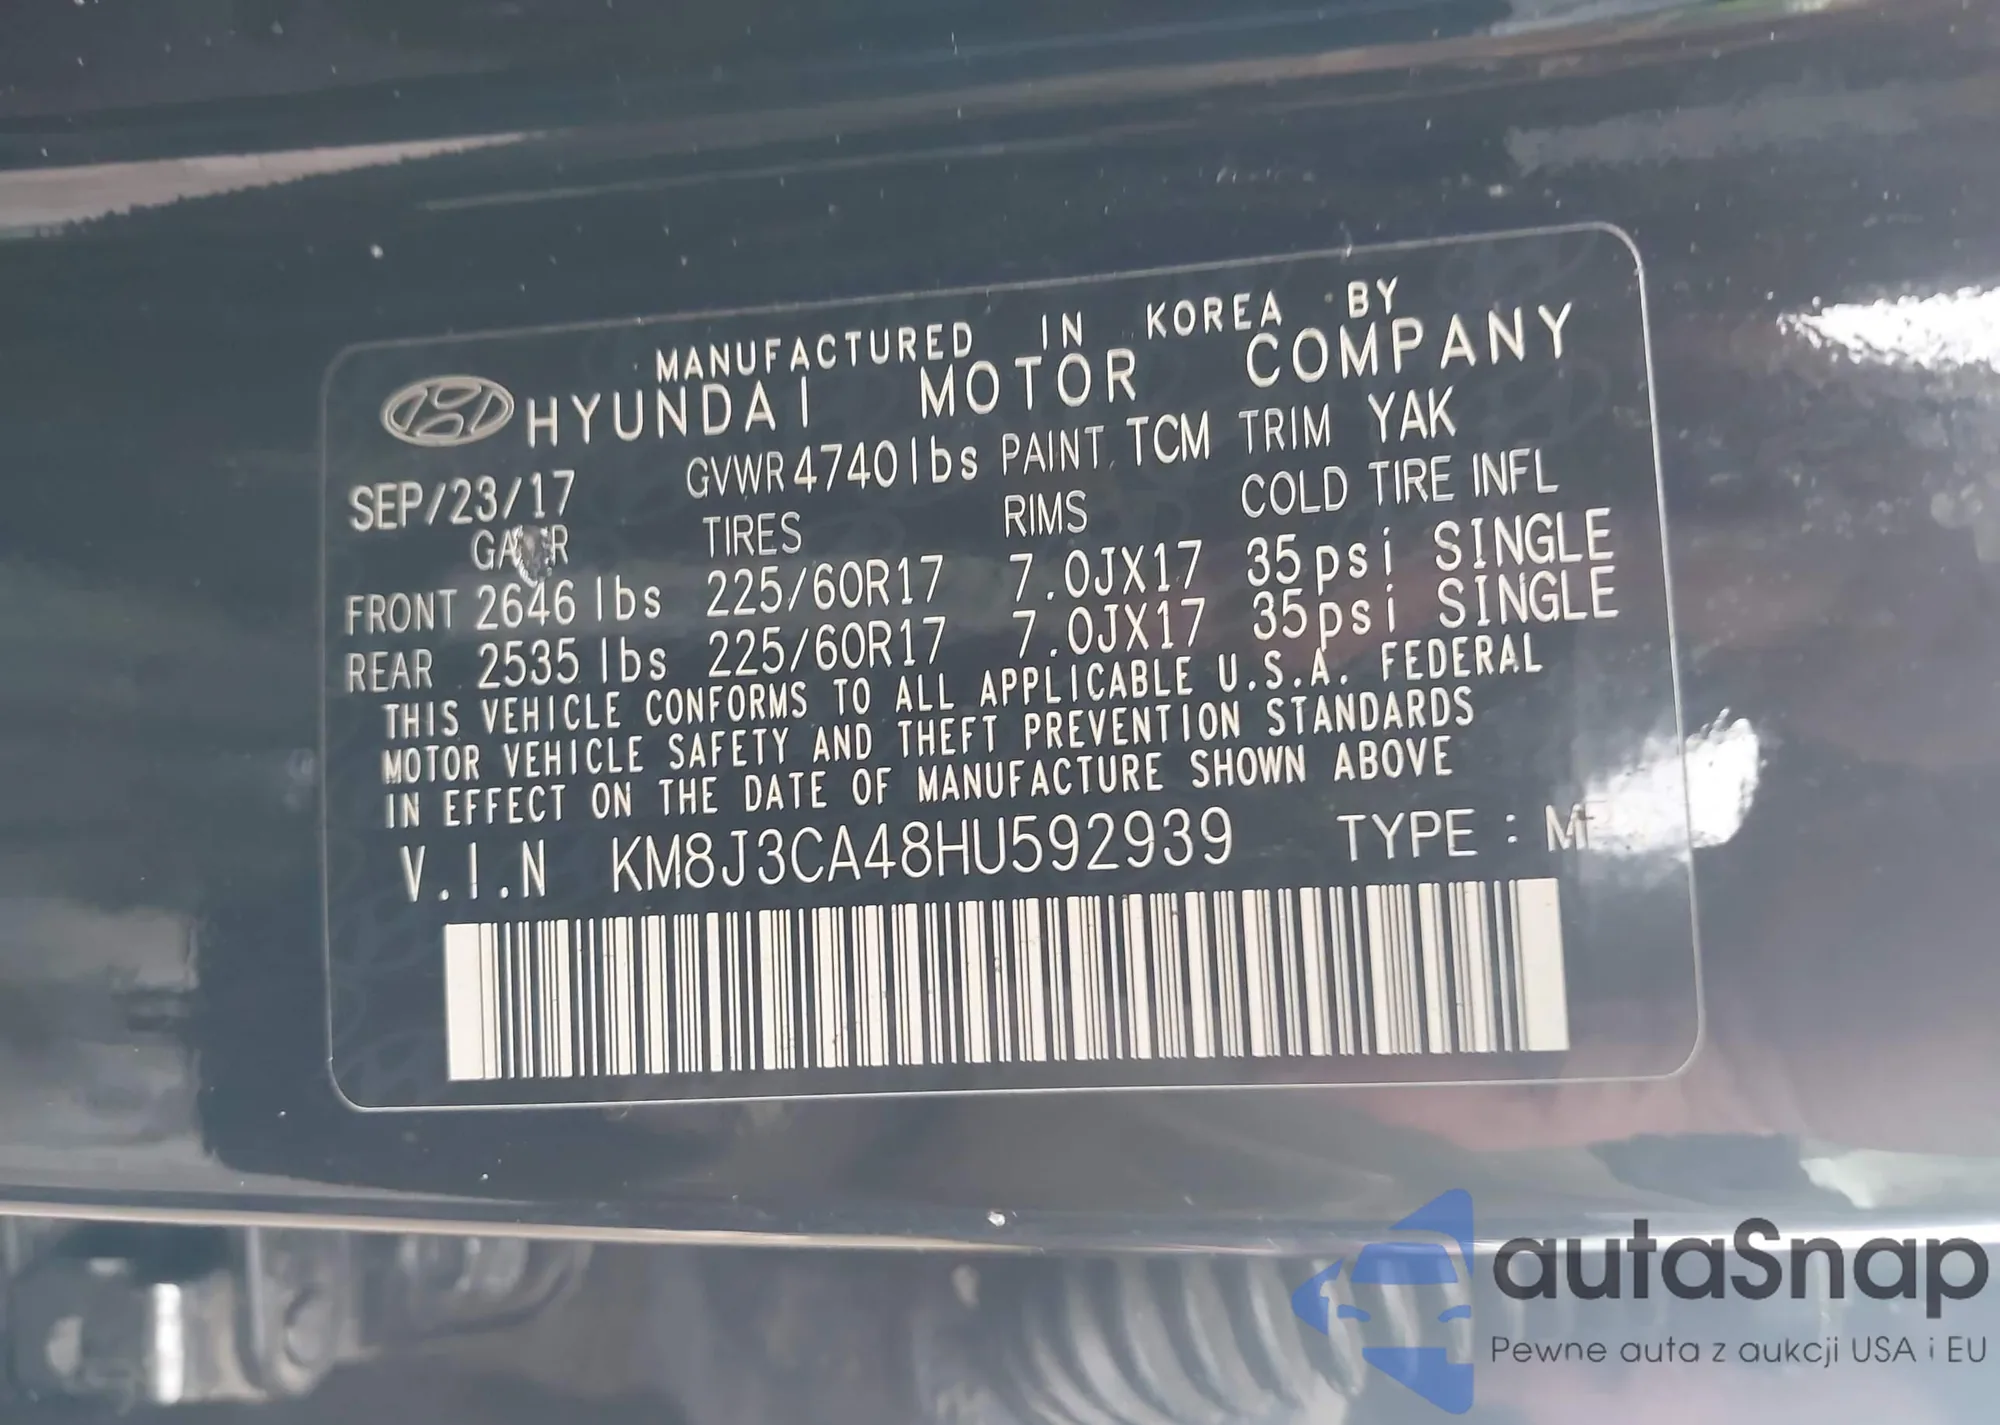 MANUFACTURED IN KOREA BY
HYUNDAI MOTOR COMPANY
SEP/23/17 GVWR 4740lbs PAINT TCM TRIM YAK
TIRES RIMS COLD TIRE INFL
FRONT 2646 lbs 225/60R17 7.0JX17 35psi SINGLE
REAR 2535 lbs 225/60R17 7.0JX17 35psi SINGLE
THIS VEHICLE CONFORMS TO ALL APPLICABLE U.S.A. FEDERAL
MOTOR VEHICLE SAFETY AND THEFT PREVENTION STANDARDS
IN EFFECT ON THE DATE OF MANUFACTURE SHOWN ABOVE
V.I.N KM8J3CA48HU592939 TYPE :
autaSnap
Pewne auta z aukcji USA i EU